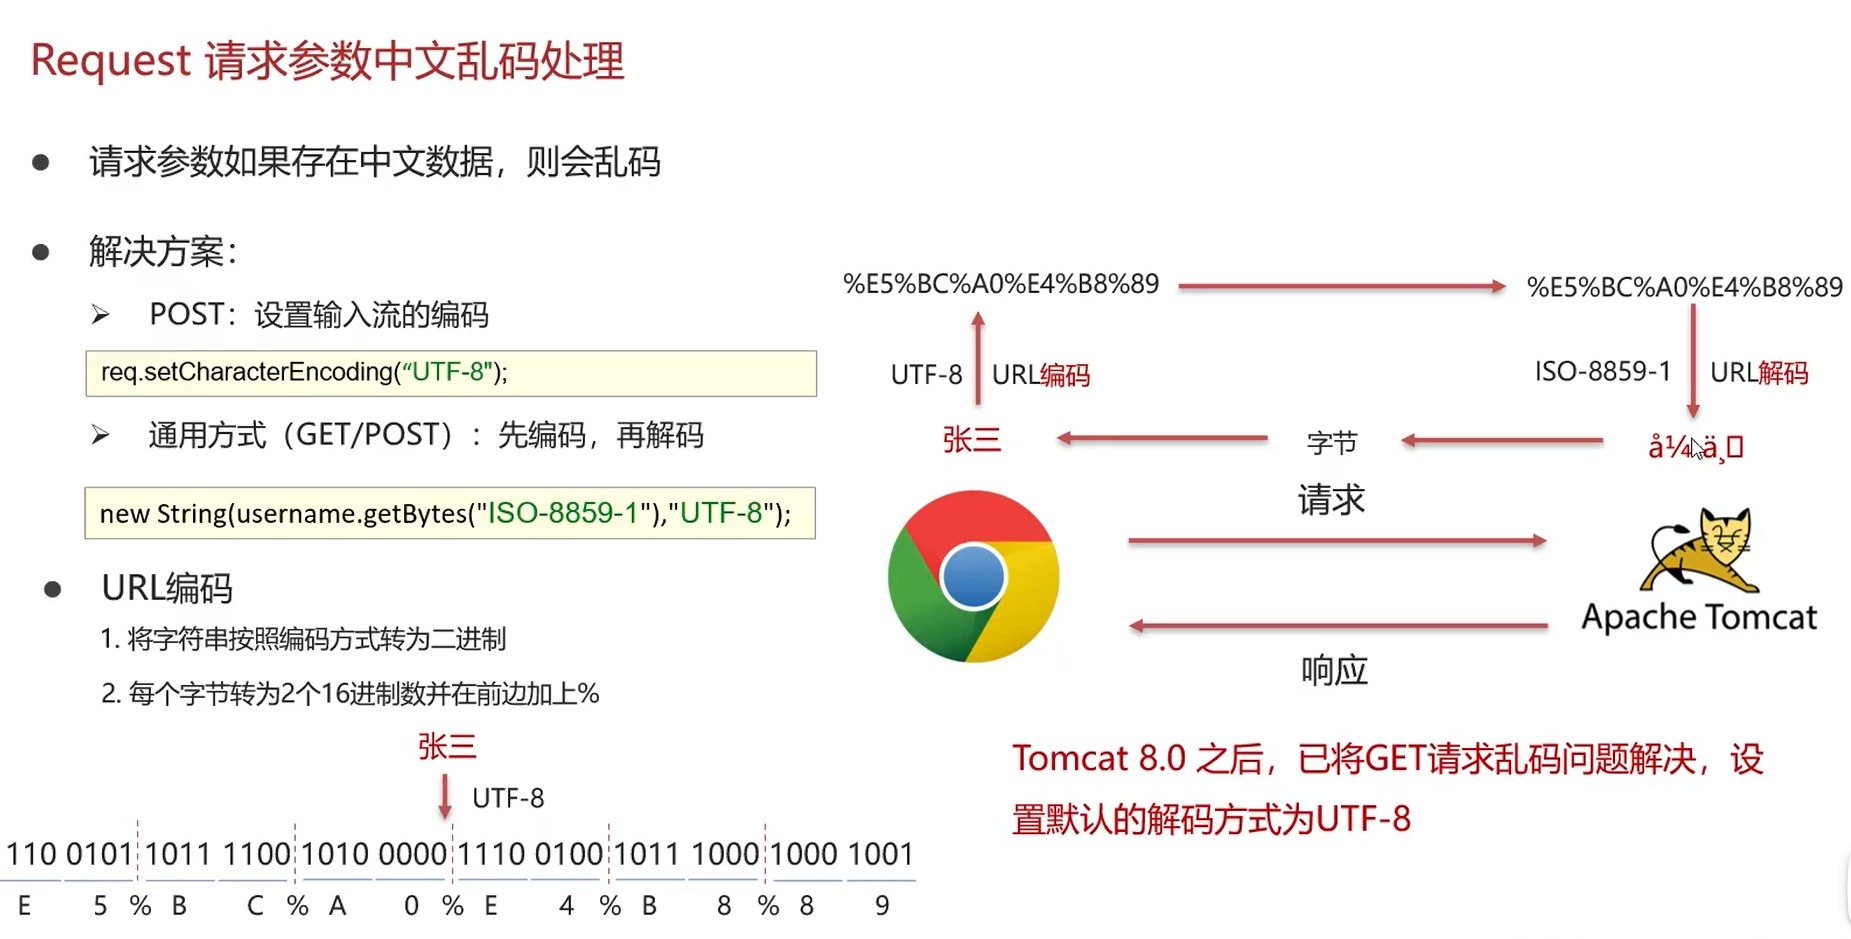 Request 请求参数中文乱码处理
请求参数如果存在中文数据，则会乱码
解决方案：
POST：设置输入流的编码
req.setCharacterEncoding(“UTF-8");
通用方式（GET/POST）：先编码，再解码
new String(username.getBytes("ISO-8859-1"),"UTF-8");
URL编码
1. 将字符串按照编码方式转为二进制
2. 每个字节转为2个16进制数并在前边加上%
张三
UTF-8
110 0101 1011 1100 1010 0000 1110 0100 1011 1000 1000 1001
E 5 % B C % A 0 % E 4 % B 8 % 8 9
%E5%BC%A0%E4%B8%89
%E5%BC%A0%E4%B8%89
UTF-8 URL编码
ISO-8859-1 URL解码
张三
字节
å¼ ä¸
请求
Apache Tomcat
响应
Tomcat 8.0 之后，已将GET请求乱码问题解决，设
置默认的解码方式为UTF-8